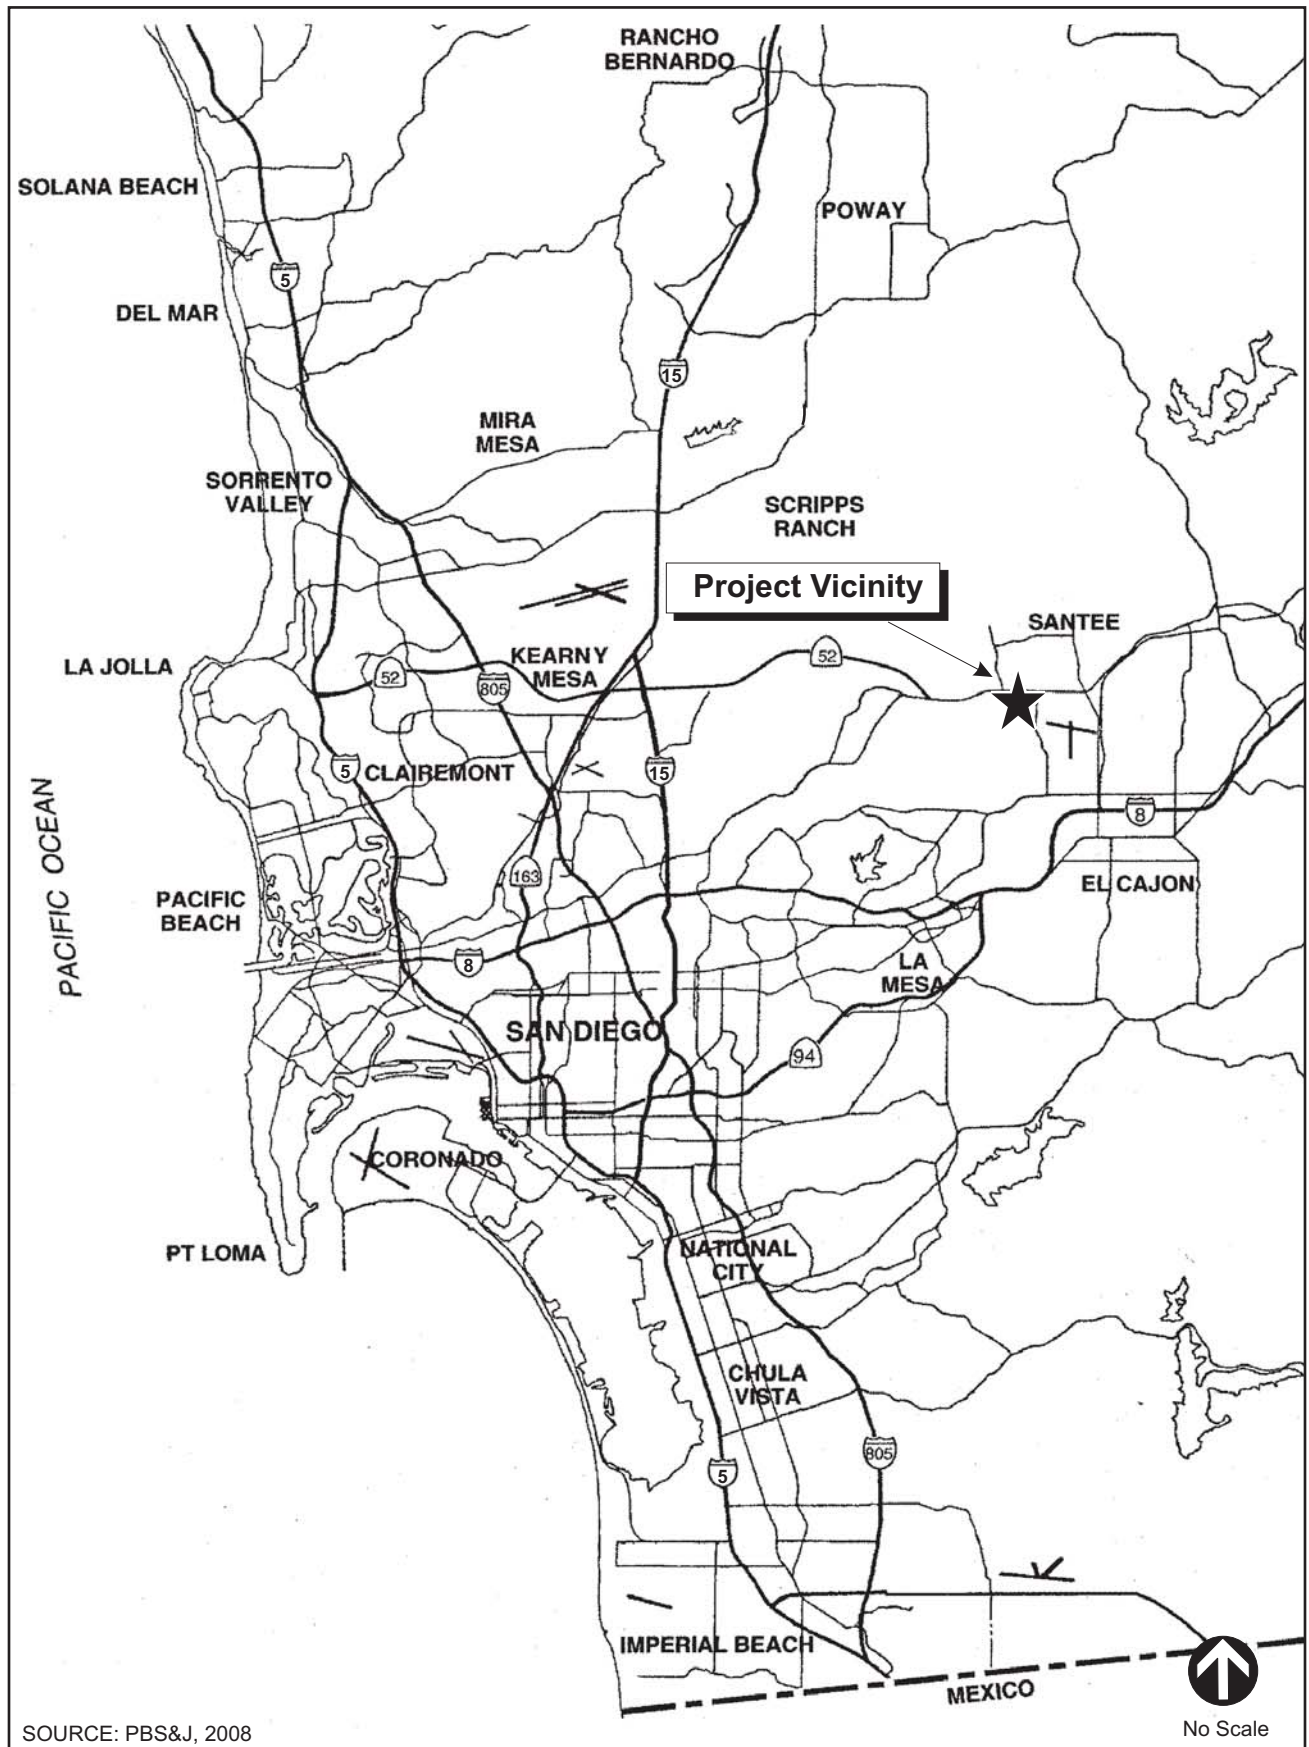 RANCHO
BERNARDO
SOLANA BEACH
POWAY
5
DEL MAR
15
MIRA
MESA
SORRENTO
VALLEY
SCRIPPS
RANCH
Project Vicinity
SANTEE
LA JOLLA
KEARNY
MESA
52
52
805
5
CLAIREMONT
15
8
PACIFIC OCEAN
163
EL CAJON
PACIFIC
BEACH
8
LA
MESA
SAN DIEGO
94
CORONADO
PT LOMA
NATIONAL
CITY
CHULA
VISTA
805
5
IMPERIAL BEACH
MEXICO
No Scale
SOURCE: PBS&J, 2008